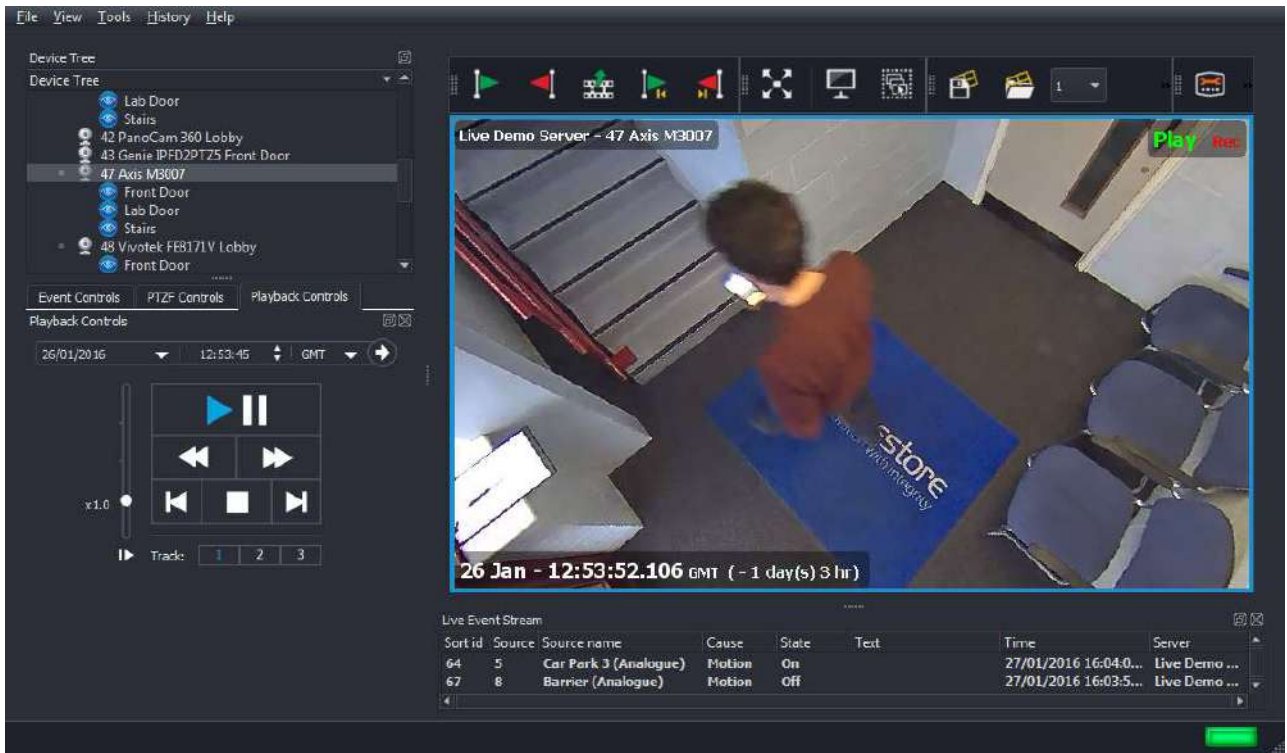 File View Tools History Help
Device Tree
Device Tree
Lab Door
Stairs
42 PanoCam 360 Lobby
43 Genie IPFD2PTZ5 Front Door
47 Axis M3007
Front Door
Lab Door
Stairs
48 Vivotek FE8171V Lobby
Front Door
Event Controls PTZF Controls Playback Controls
Playback Controls
26/01/2016 12:53:45 GMT
x1.0
Track: 1 2 3
1
Live Demo Server - 47 Axis M3007
Play Rec
store
with integrity
26 Jan - 12:53:52.106 GMT ( - 1 day(s) 3 hr)
Live Event Stream
Sort id Source Source name Cause State Text Time Server
64 5 Car Park 3 (Analogue) Motion On 27/01/2016 16:04:0... Live Demo ...
67 8 Barrier (Analogue) Motion Off 27/01/2016 16:03:5... Live Demo ...